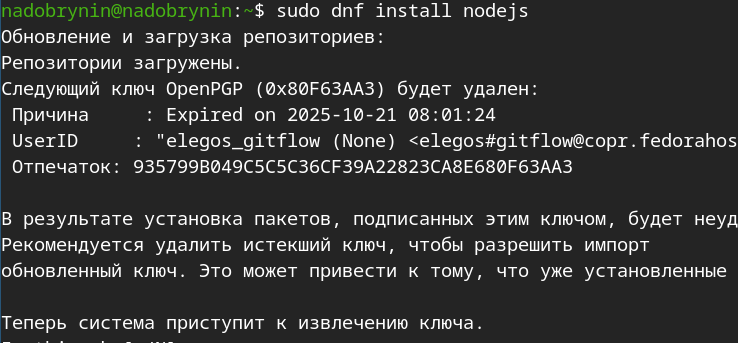 nadobrynin@nadobrynin:~$ sudo dnf install nodejs
Обновление и загрузка репозиториев:
Репозитории загружены.
Следующий ключ OpenPGP (0x80F63AA3) будет удален:
Причина     : Expired on 2025-10-21 08:01:24
UserID      : "elegos_gitflow (None) <elegos#gitflow@copr.fedorahos
Отпечаток: 935799B049C5C5C36CF39A22823CA8E680F63AA3
В результате установка пакетов, подписанных этим ключом, будет неуд
Рекомендуется удалить истекший ключ, чтобы разрешить импорт
обновленный ключ. Это может привести к тому, что уже установленные
Теперь система приступит к извлечению ключа.